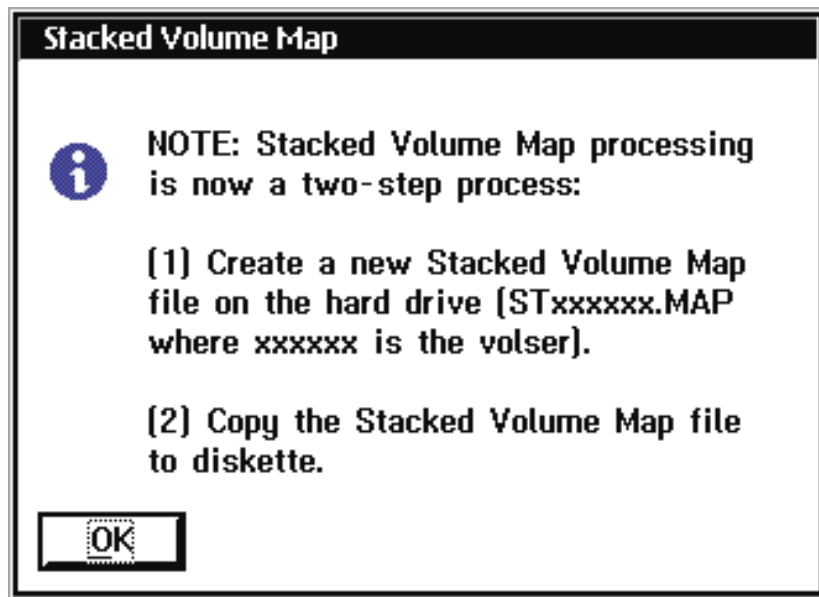 Stacked Volume Map
NOTE: Stacked Volume Map processing
is now a two-step process:
(1) Create a new Stacked Volume Map
file on the hard drive (STxxxxxx.MAP
where xxxxxx is the volser).
(2) Copy the Stacked Volume Map file
to diskette.
OK